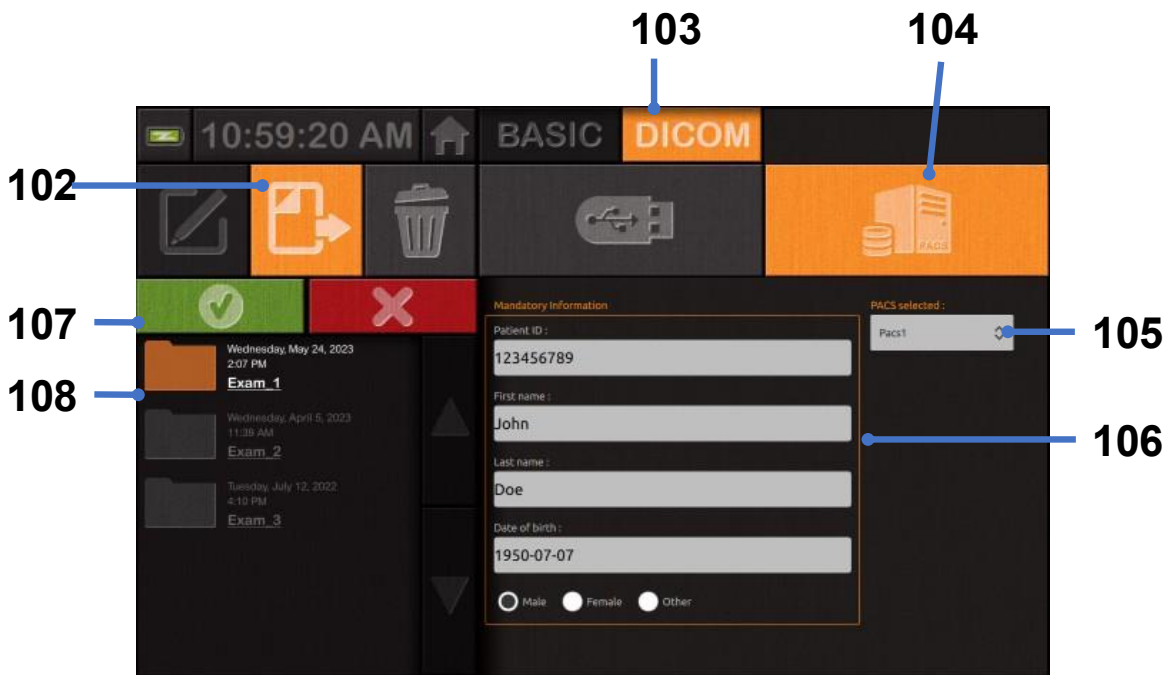 103
104
10:59:20 AM
BASIC
DICOM
102
PACS
107
Mandatory Information
PACS selected :
Patient ID :
Pacs1
105
123456789
Wednesday, May 24, 2023
2:07 PM
Exam_1
108
First name :
John
106
Wednesday, April 5, 2023
11:38 AM
Exam_2
Last name :
Doe
Tuesday, July 12, 2022
4:10 PM
Exam_3
Date of birth :
1950-07-07
Male
Female
Other